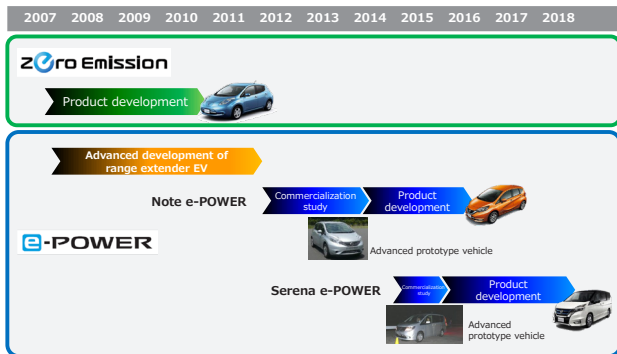 2007 2008 2009 2010 2011 2012 2013 2014 2015 2016 2017 2018
Zero Emission
Product development
Advanced development of
range extender EV
Note e-POWER
Commercialization
study
Product
development
Advanced prototype vehicle
e-POWER
Serena e-POWER
Commercialization
study
Product
development
Advanced
prototype vehicle